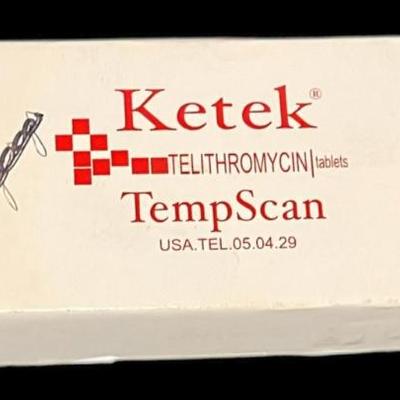 Ketek®
TELITHROMYCIN|tablets
TempScan
USA.TEL.05.04.29